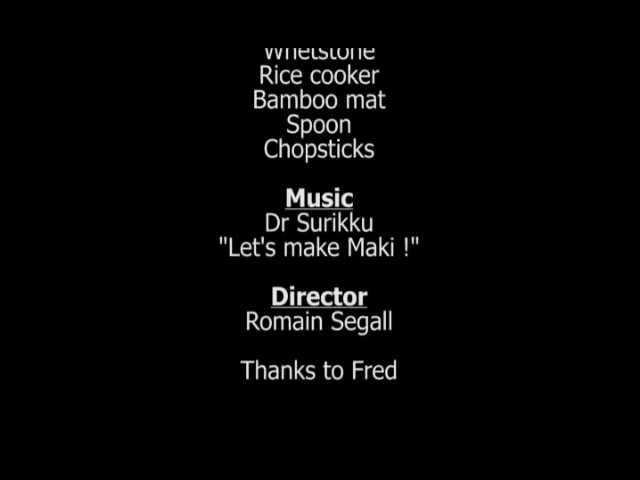 Whetstone
Rice cooker
Bamboo mat
Spoon
Chopsticks
Music
Dr Surikku
"Let's make Maki !"
Director
Romain Segall
Thanks to Fred